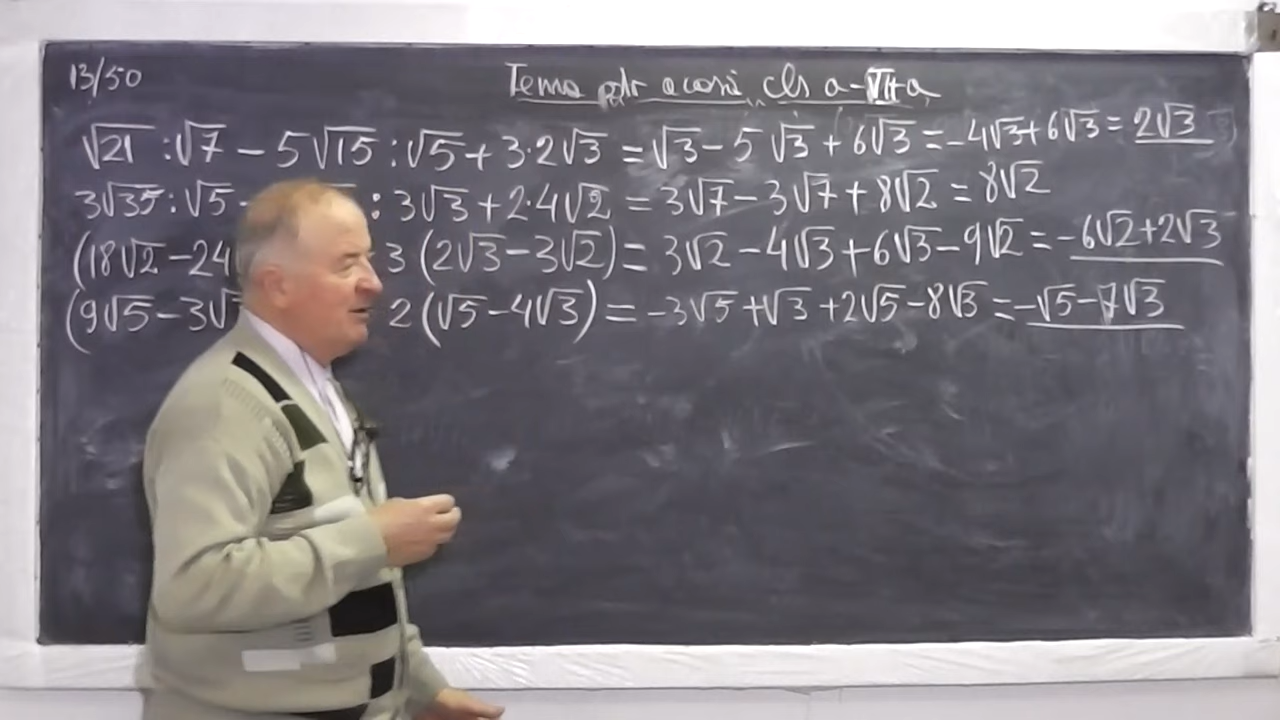 13/50
Tema ptr acasă, cls a-VII-a
√21 : √7 - 5√15 : √5 + 3·2√3 = √3 - 5√3 + 6√3 = -4√3 + 6√3 = 2√3
3√35 : √5 - : 3√3 + 2·4√2 = 3√7 - 3√7 + 8√2 = 8√2
(18√2 - 24 3(2√3 - 3√2) = 3√2 - 4√3 + 6√3 - 9√2 = -6√2 + 2√3
(9√5 - 3√ 2(√5 - 4√3) = -3√5 + √3 + 2√5 - 8√3 = -√5 - 7√3